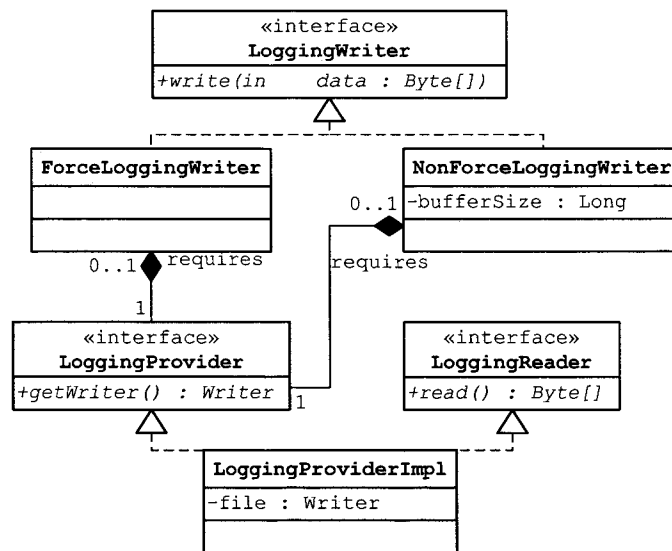 «interface»
LoggingWriter
+write(in data : Byte[])
ForceLoggingWriter
NonForceLoggingWriter
-bufferSize : Long
0..1
0..1
requires
requires
1
«interface»
LoggingProvider
+getWriter() : Writer
1
«interface»
LoggingReader
+read() : Byte[]
LoggingProviderImpl
-file : Writer